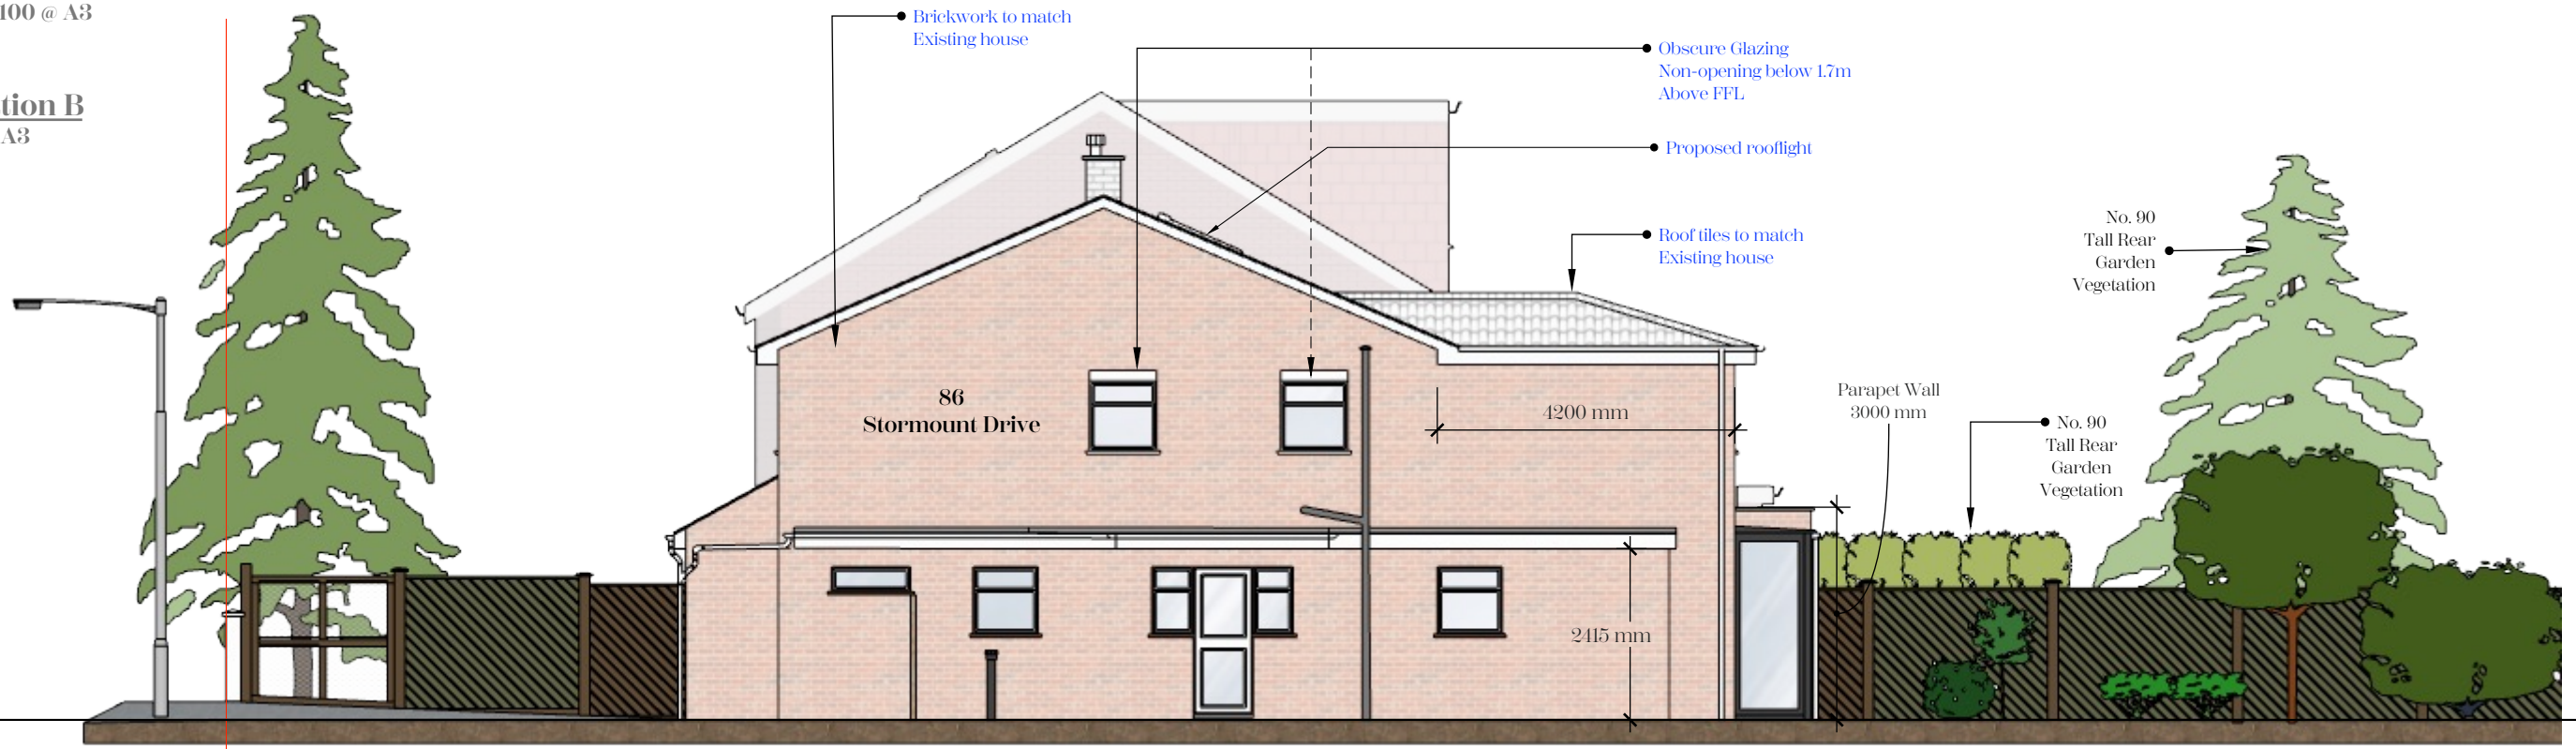 100 @ A3
tion B
A3
Brickwork to match
Existing house
Obscure Glazing
Non-opening below 1.7m
Above FFL
Proposed rooflight
Roof tiles to match
Existing house
No. 90
Tall Rear
Garden
Vegetation
86
Stormount Drive
4200 mm
Parapet Wall
3000 mm
No. 90
Tall Rear
Garden
Vegetation
2415 mm